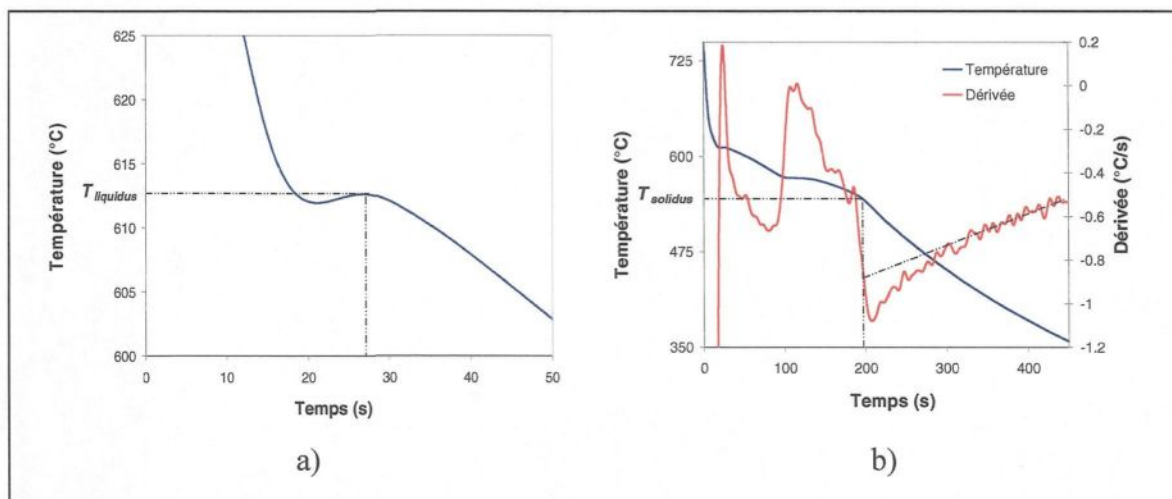 625
620
615
T liquidus
610
605
600
0
10
20
30
40
50
Température (°C)
Temps (s)
a)
725
600
T solidus
475
350
0
100
200
300
400
0.2
0
-0.2
-0.4
-0.6
-0.8
-1
-1.2
Température (°C)
Dérivée (°C/s)
Température
Dérivée
Temps (s)
b)